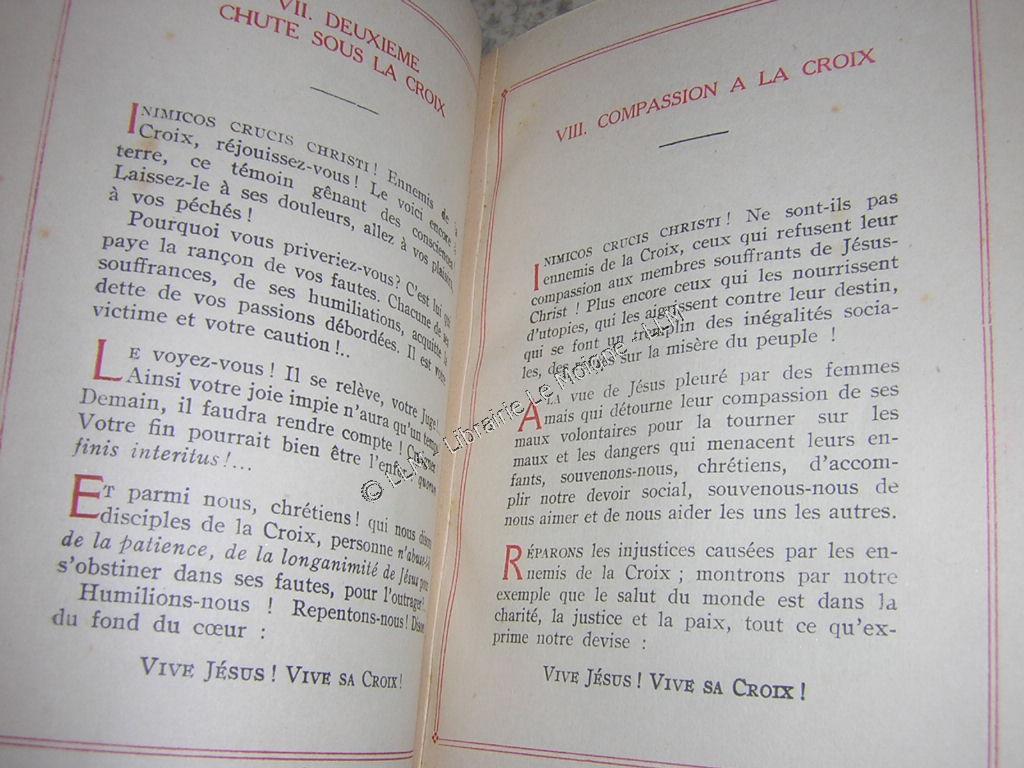 VII. DEUXIEME
CHUTE SOUS LA CROIX
INIMICOS CRUCIS CHRISTI ! Ennemis de la
Croix, réjouissez-vous ! Le voici encore à
terre, ce témoin gênant des consciences !
Laissez-le à ses douleurs, allez à vos plaisirs,
à vos péchés !
Pourquoi vous priveriez-vous ? C'est lui qui
paye la rançon de vos fautes. Chacune de ses
souffrances, de ses humiliations, acquitte la
dette de vos passions débordées. Il est votre
victime et votre caution !..
LE voyez-vous ! Il se relève, votre Juge !
Ainsi votre joie impie n'aura qu'un temps
Demain, il faudra rendre compte !
Votre fin pourrait bien être l'enfer quorum
finis interitus !...
ET parmi nous, chrétiens ! qui nous disons
disciples de la Croix, personne
de la patience, de la longanimité de Jésus pour
s'obstiner dans ses fautes, pour l'outrager !
Humilions-nous ! Repentons-nous ! Disons
du fond du cœur :
VIVE JÉSUS ! VIVE SA CROIX !
VIII. COMPASSION A LA CROIX
INIMICOS CRUCIS CHRISTI ! Ne sont-ils pas
ennemis de la Croix, ceux qui refusent leur
compassion aux membres souffrants de Jésus-
Christ ! Plus encore ceux qui les nourrissent
d'utopies, qui les aigrissent contre leur destin,
qui se font un tremplin des inégalités socia-
les, des rentes sur la misère du peuple !
A LA vue de Jésus pleuré par des femmes
mais qui détourne leur compassion de ses
maux volontaires pour la tourner sur les
maux et les dangers qui menacent leurs en-
fants, souvenons-nous, chrétiens, d'accom-
plir notre devoir social, souvenons-nous de
nous aimer et de nous aider les uns les autres.
RÉPARONS les injustices causées par les en-
nemis de la Croix ; montrons par notre
exemple que le salut du monde est dans la
charité, la justice et la paix, tout ce qu'ex-
prime notre devise :
VIVE JÉSUS ! VIVE SA CROIX !
© LLM - Librairie Le Moigne - LLM